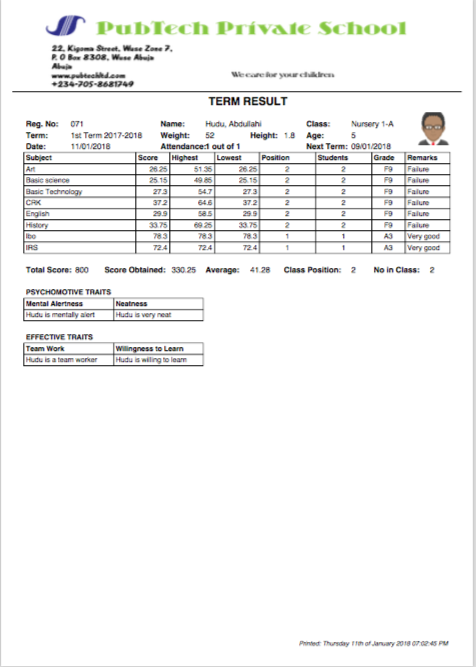 PubTech Private School
22, Kigoma Street, Wuse Zone 7,
P. O Box 8308, Wuse Abuja
Abuja
www.pubtechltd.com
+234-705-8681749
We care for your children
TERM RESULT
Reg. No: 071 Name: Hudu, Abdullahi Class: Nursery 1-A
Term: 1st Term 2017-2018 Weight: 52 Height: 1.8 Age: 5
Date: 11/01/2018 Attendance:1 out of 1 Next Term: 09/01/2018
Subject Score Highest Lowest Position Students Grade Remarks
Art 26.25 51.35 26.25 2 2 F9 Failure
Basic science 25.15 49.85 25.15 2 2 F9 Failure
Basic Technology 27.3 54.7 27.3 2 2 F9 Failure
CRK 37.2 64.6 37.2 2 2 F9 Failure
English 29.9 58.5 29.9 2 2 F9 Failure
History 33.75 69.25 33.75 2 2 F9 Failure
Ibo 78.3 78.3 78.3 1 1 A3 Very good
IRS 72.4 72.4 72.4 1 1 A3 Very good
Total Score: 800 Score Obtained: 330.25 Average: 41.28 Class Position: 2 No in Class: 2
PSYCHOMOTIVE TRAITS
Mental Alertness Neatness
Hudu is mentally alert Hudu is very neat
EFFECTIVE TRAITS
Team Work Willingness to Learn
Hudu is a team worker Hudu is willing to learn
Printed: Thursday 11th of January 2018 07:02:45 PM